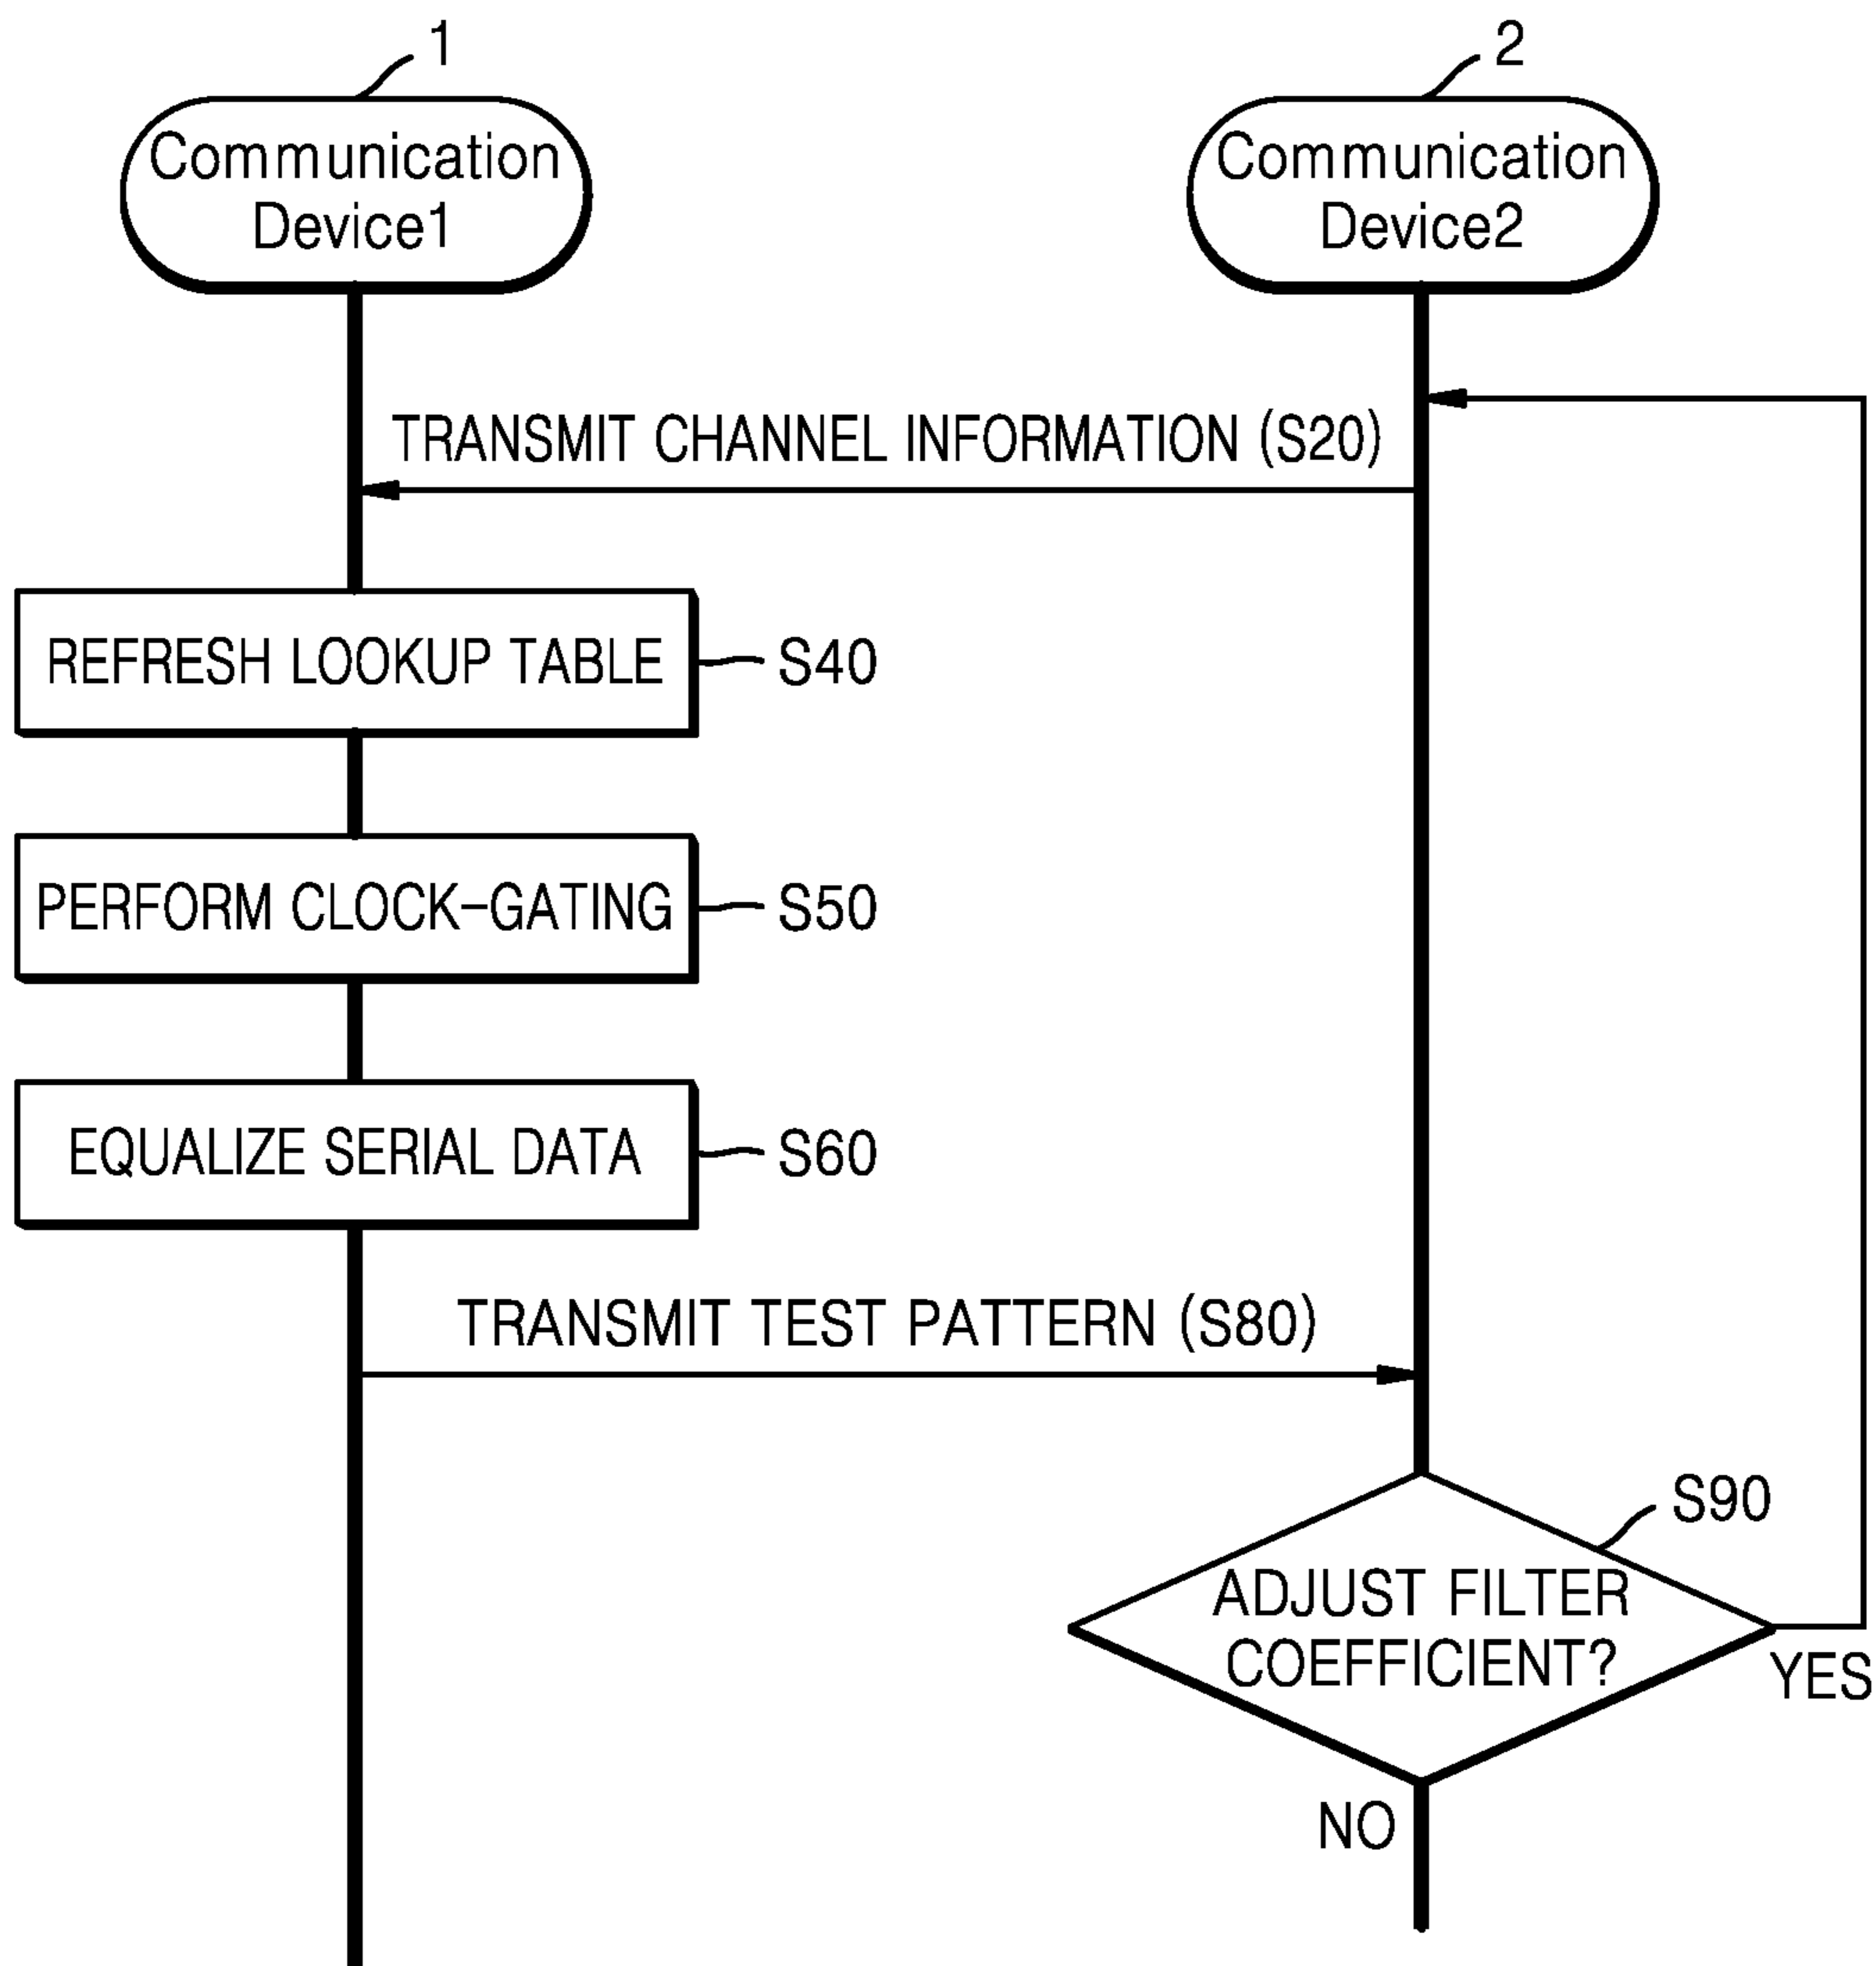 1
2
Communication
Device1
Communication
Device2
TRANSMIT CHANNEL INFORMATION (S20)
REFRESH LOOKUP TABLE
S40
PERFORM CLOCK-GATING
S50
EQUALIZE SERIAL DATA
S60
TRANSMIT TEST PATTERN (S80)
S90
ADJUST FILTER
COEFFICIENT?
YES
NO